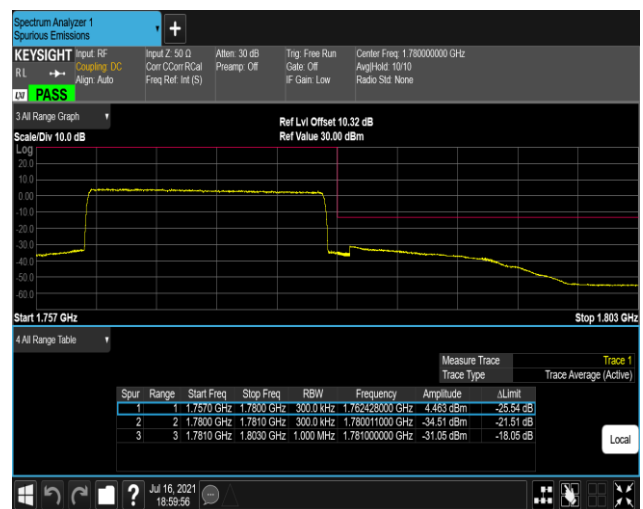 Spectrum Analyzer 1
Spurious Emissions
KEYSIGHT
R L
LXI
PASS
Input: RF
Coupling: DC
Align: Auto
Input Z: 50 Ω
Corr CCorr RCal
Freq Ref: Int (S)
Atten: 30 dB
Preamp: Off
Trig: Free Run
Gate: Off
IF Gain: Low
Center Freq: 1.780000000 GHz
Avg|Hold: 10/10
Radio Std: None
3 All Range Graph
Scale/Div 10.0 dB
Ref Lvl Offset 10.32 dB
Ref Value 30.00 dBm
Log
20.0
10.0
0.00
-10.0
-20.0
-30.0
-40.0
-50.0
-60.0
Start 1.757 GHz Stop 1.803 GHz
4 All Range Table
Measure Trace Trace 1
Trace Type Trace Average (Active)
Spur Range Start Freq Stop Freq RBW Frequency Amplitude ΔLimit
1 1 1.7570 GHz 1.7800 GHz 300.0 kHz 1.762428000 GHz 4.463 dBm -25.54 dB
2 2 1.7800 GHz 1.7810 GHz 300.0 kHz 1.780011000 GHz -34.51 dBm -21.51 dB
3 3 1.7810 GHz 1.8030 GHz 1.000 MHz 1.781000000 GHz -31.05 dBm -18.05 dB
Local
?
Jul 16, 2021
18:59:56